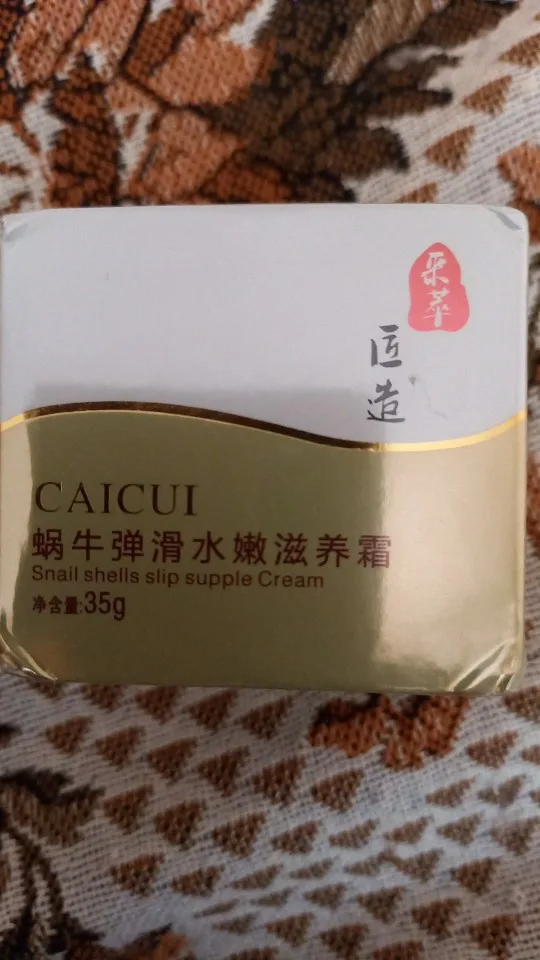 采萃
匠造
CAICUI
蜗牛弹滑水嫩滋养霜
Snail shells slip supple Cream
净含量:35g